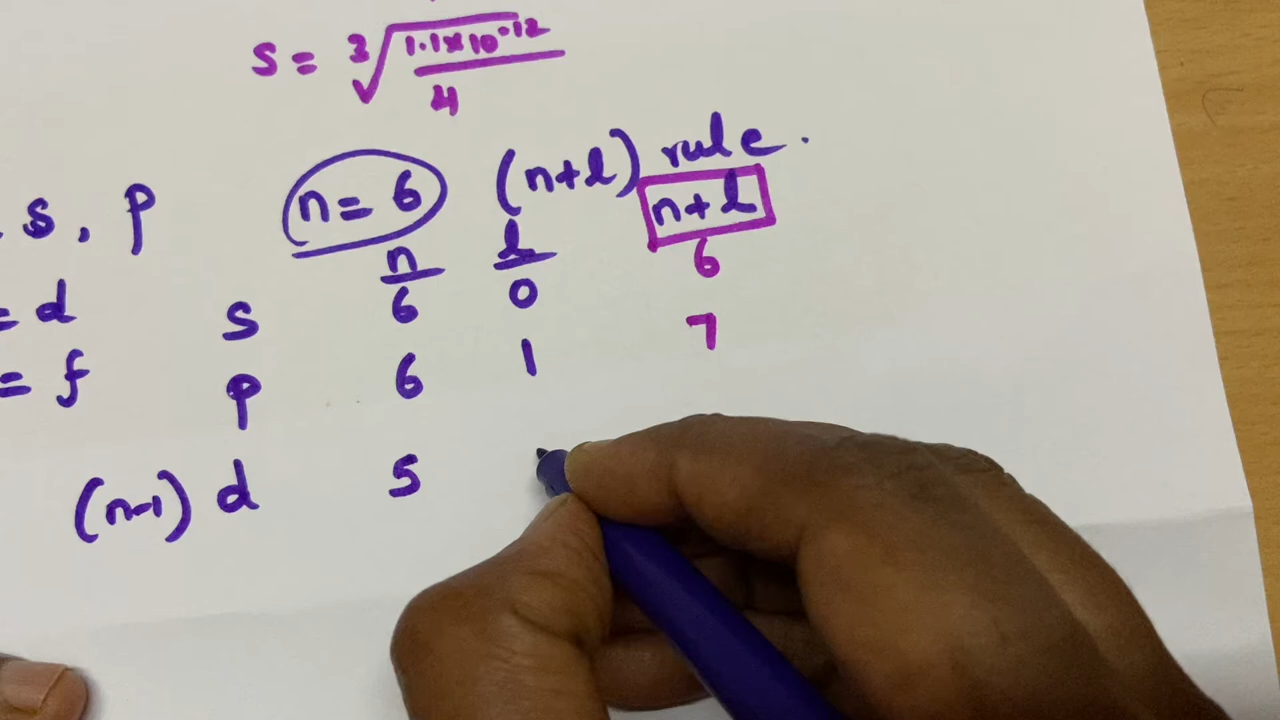 s = ∛(1.1×10⁻¹²/4)
s, p n = 6 (n+l) rule.
n l n+l
= d s 6 0 6
= f p 6 1 7
(n-1) d 5